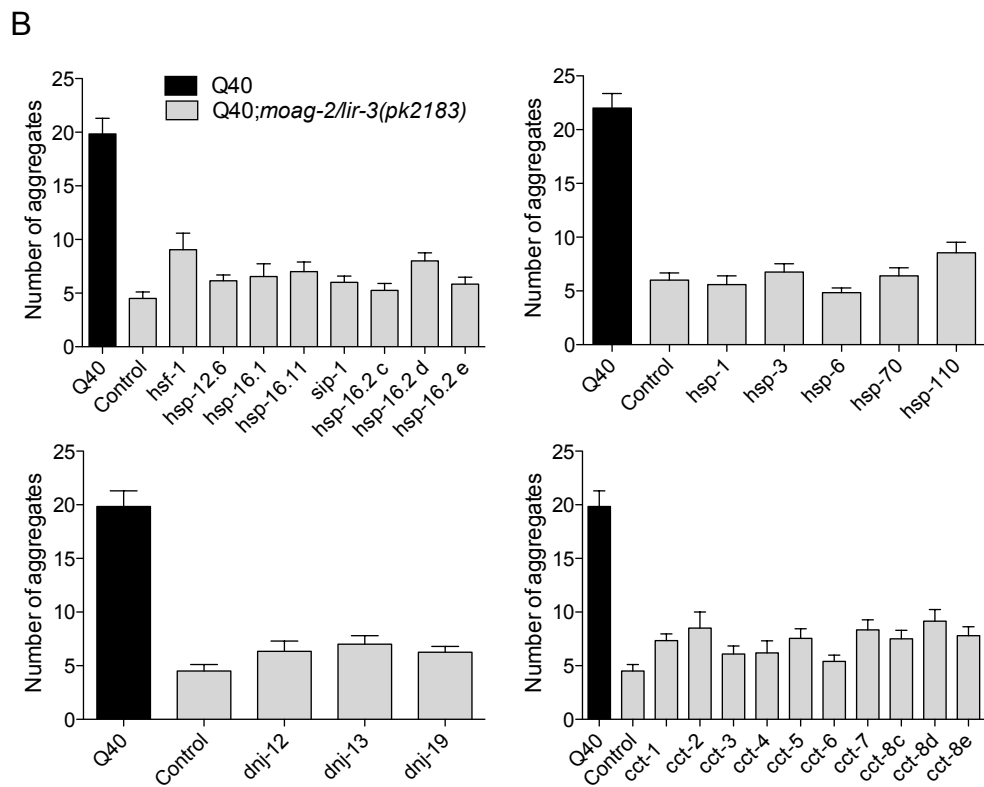 B
Q40
Q40;moag-2/lir-3(pk2183)
Number of aggregates
25
20
15
10
5
0
Q40
Control
hsf-1
hsp-12.6
hsp-16.1
hsp-16.11
sip-1
hsp-16.2 c
hsp-16.2 d
hsp-16.2 e
Number of aggregates
25
20
15
10
5
0
Q40
Control
hsp-1
hsp-3
hsp-6
hsp-70
hsp-110
Number of aggregates
25
20
15
10
5
0
Q40
Control
dnj-12
dnj-13
dnj-19
Number of aggregates
25
20
15
10
5
0
Q40
Control
cct-1
cct-2
cct-3
cct-4
cct-5
cct-6
cct-7
cct-8c
cct-8d
cct-8e